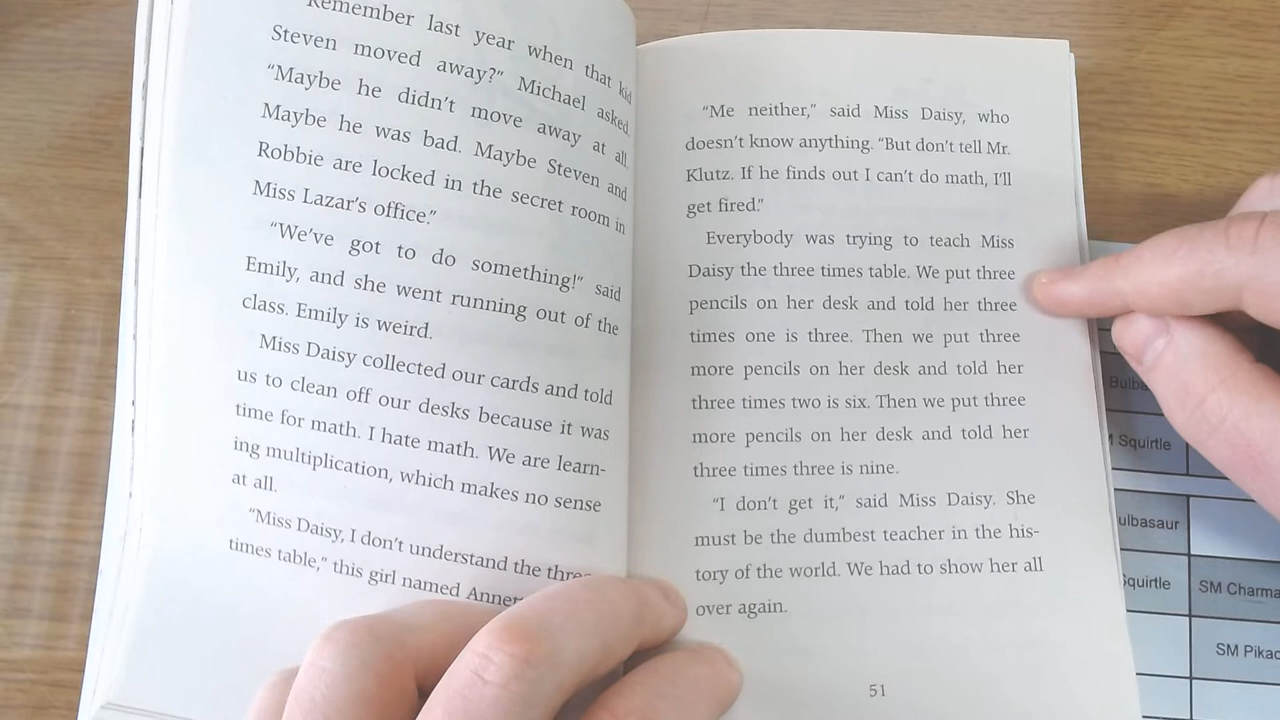 Remember last year when that kid
Steven moved away?” Michael asked.
“Maybe he didn’t move away at all.
Maybe he was bad. Maybe Steven and
Robbie are locked in the secret room in
Miss Lazar’s office.”
“We’ve got to do something!” said
Emily, and she went running out of the
class. Emily is weird.
Miss Daisy collected our cards and told
us to clean off our desks because it was
time for math. I hate math. We are learn-
ing multiplication, which makes no sense
at all.
“Miss Daisy, I don’t understand the three
times table,” this girl named
“Me neither,” said Miss Daisy, who
doesn’t know anything. “But don’t tell Mr.
Klutz. If he finds out I can’t do math, I’ll
get fired.”
Everybody was trying to teach Miss
Daisy the three times table. We put three
pencils on her desk and told her three
times one is three. Then we put three
more pencils on her desk and told her
three times two is six. Then we put three
more pencils on her desk and told her
three times three is nine.
“I don’t get it,” said Miss Daisy. She
must be the dumbest teacher in the his-
tory of the world. We had to show her all
over again.
51
Squirtle
Squirtle
SM
SM